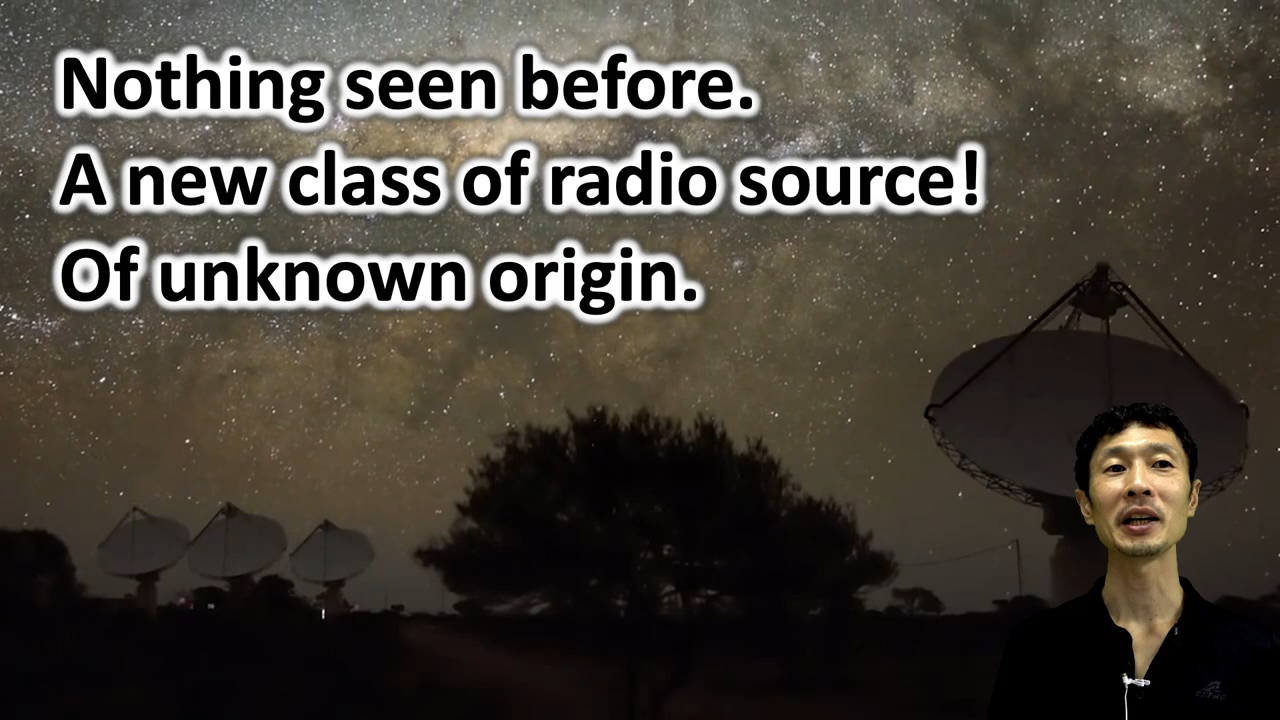 Nothing seen before.
A new class of radio source!
Of unknown origin.